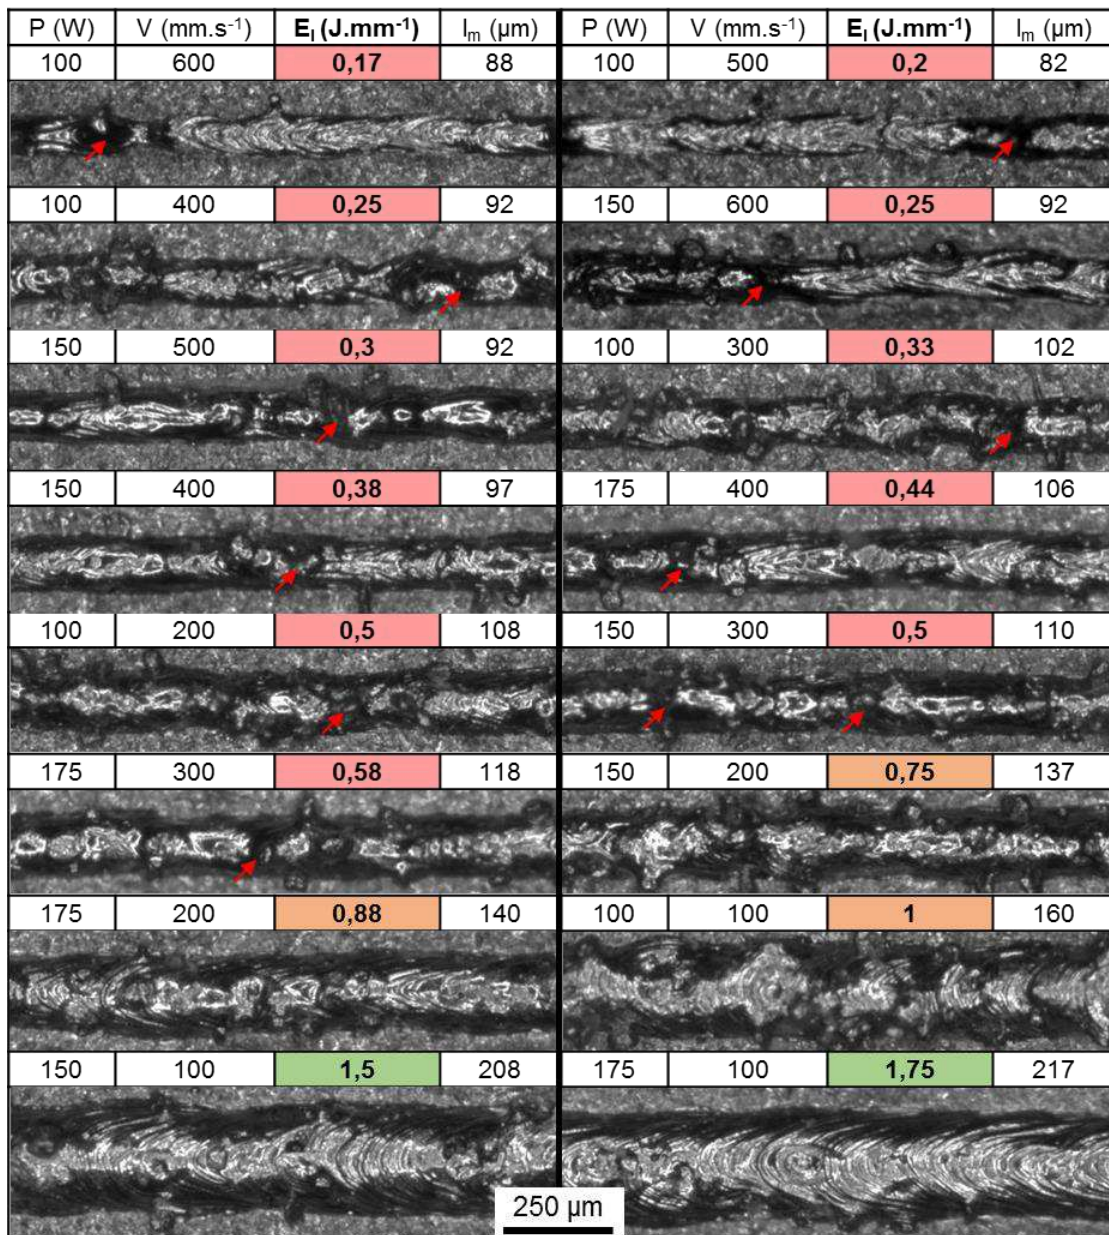 P (W) V (mm.s⁻¹) Eₗ (J.mm⁻¹) lₘ (µm) P (W) V (mm.s⁻¹) Eₗ (J.mm⁻¹) lₘ (µm)
100 600 0,17 88 100 500 0,2 82
100 400 0,25 92 150 600 0,25 92
150 500 0,3 92 100 300 0,33 102
150 400 0,38 97 175 400 0,44 106
100 200 0,5 108 150 300 0,5 110
175 300 0,58 118 150 200 0,75 137
175 200 0,88 140 100 100 1 160
150 100 1,5 208 175 100 1,75 217
250 µm